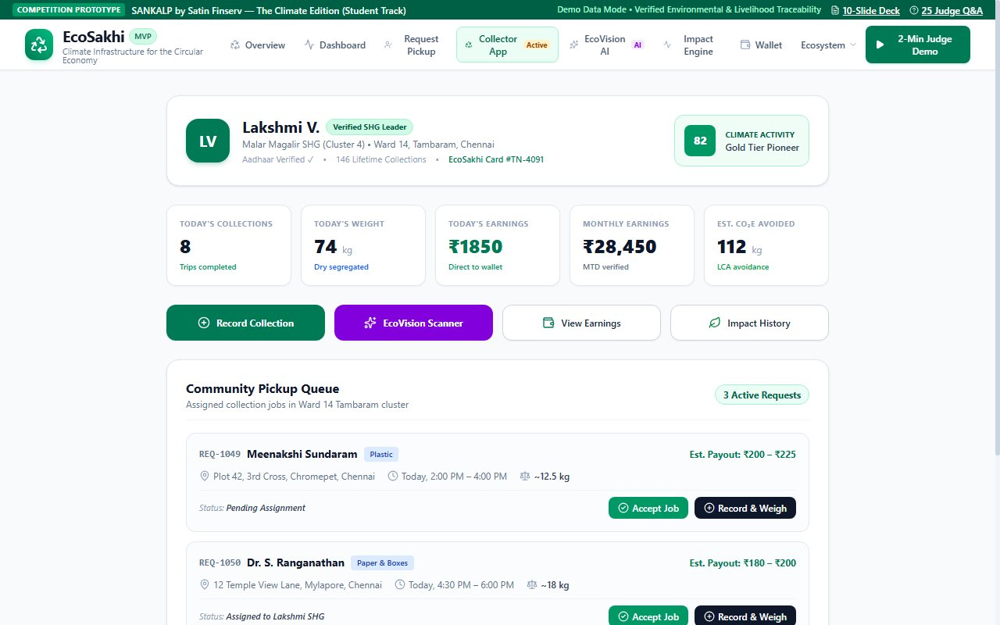 COMPETITION PROTOTYPE SANKALP by Satin Finserv — The Climate Edition (Student Track) Demo Data Mode • Verified Environmental & Livelihood Traceability 10-Slide Deck 25 Judge Q&A
EcoSakhi MVP
Climate Infrastructure for the Circular
Economy
Overview
Dashboard
Request
Pickup
Collector
App
Active
EcoVision
AI
AI
Impact
Engine
Wallet
Ecosystem
2-Min Judge
Demo
LV
Lakshmi V. Verified SHG Leader
Malar Magalir SHG (Cluster 4) • Ward 14, Tambaram, Chennai
Aadhaar Verified ✓ • 146 Lifetime Collections • EcoSakhi Card #TN-4091
82
CLIMATE ACTIVITY
Gold Tier Pioneer
TODAY'S COLLECTIONS
8
Trips completed
TODAY'S WEIGHT
74 kg
Dry segregated
TODAY'S EARNINGS
₹1850
Direct to wallet
MONTHLY EARNINGS
₹28,450
MTD verified
EST. CO₂E AVOIDED
112 kg
LCA avoidance
Record Collection
EcoVision Scanner
View Earnings
Impact History
Community Pickup Queue
Assigned collection jobs in Ward 14 Tambaram cluster
3 Active Requests
REQ-1049 Meenakshi Sundaram Plastic Est. Payout: ₹200 – ₹225
Plot 42, 3rd Cross, Chromepet, Chennai Today, 2:00 PM – 4:00 PM ~12.5 kg
Status: Pending Assignment Accept Job Record & Weigh
REQ-1050 Dr. S. Ranganathan Paper & Boxes Est. Payout: ₹180 – ₹200
12 Temple View Lane, Mylapore, Chennai Today, 4:30 PM – 6:00 PM ~18 kg
Status: Assigned to Lakshmi SHG Accept Job Record & Weigh